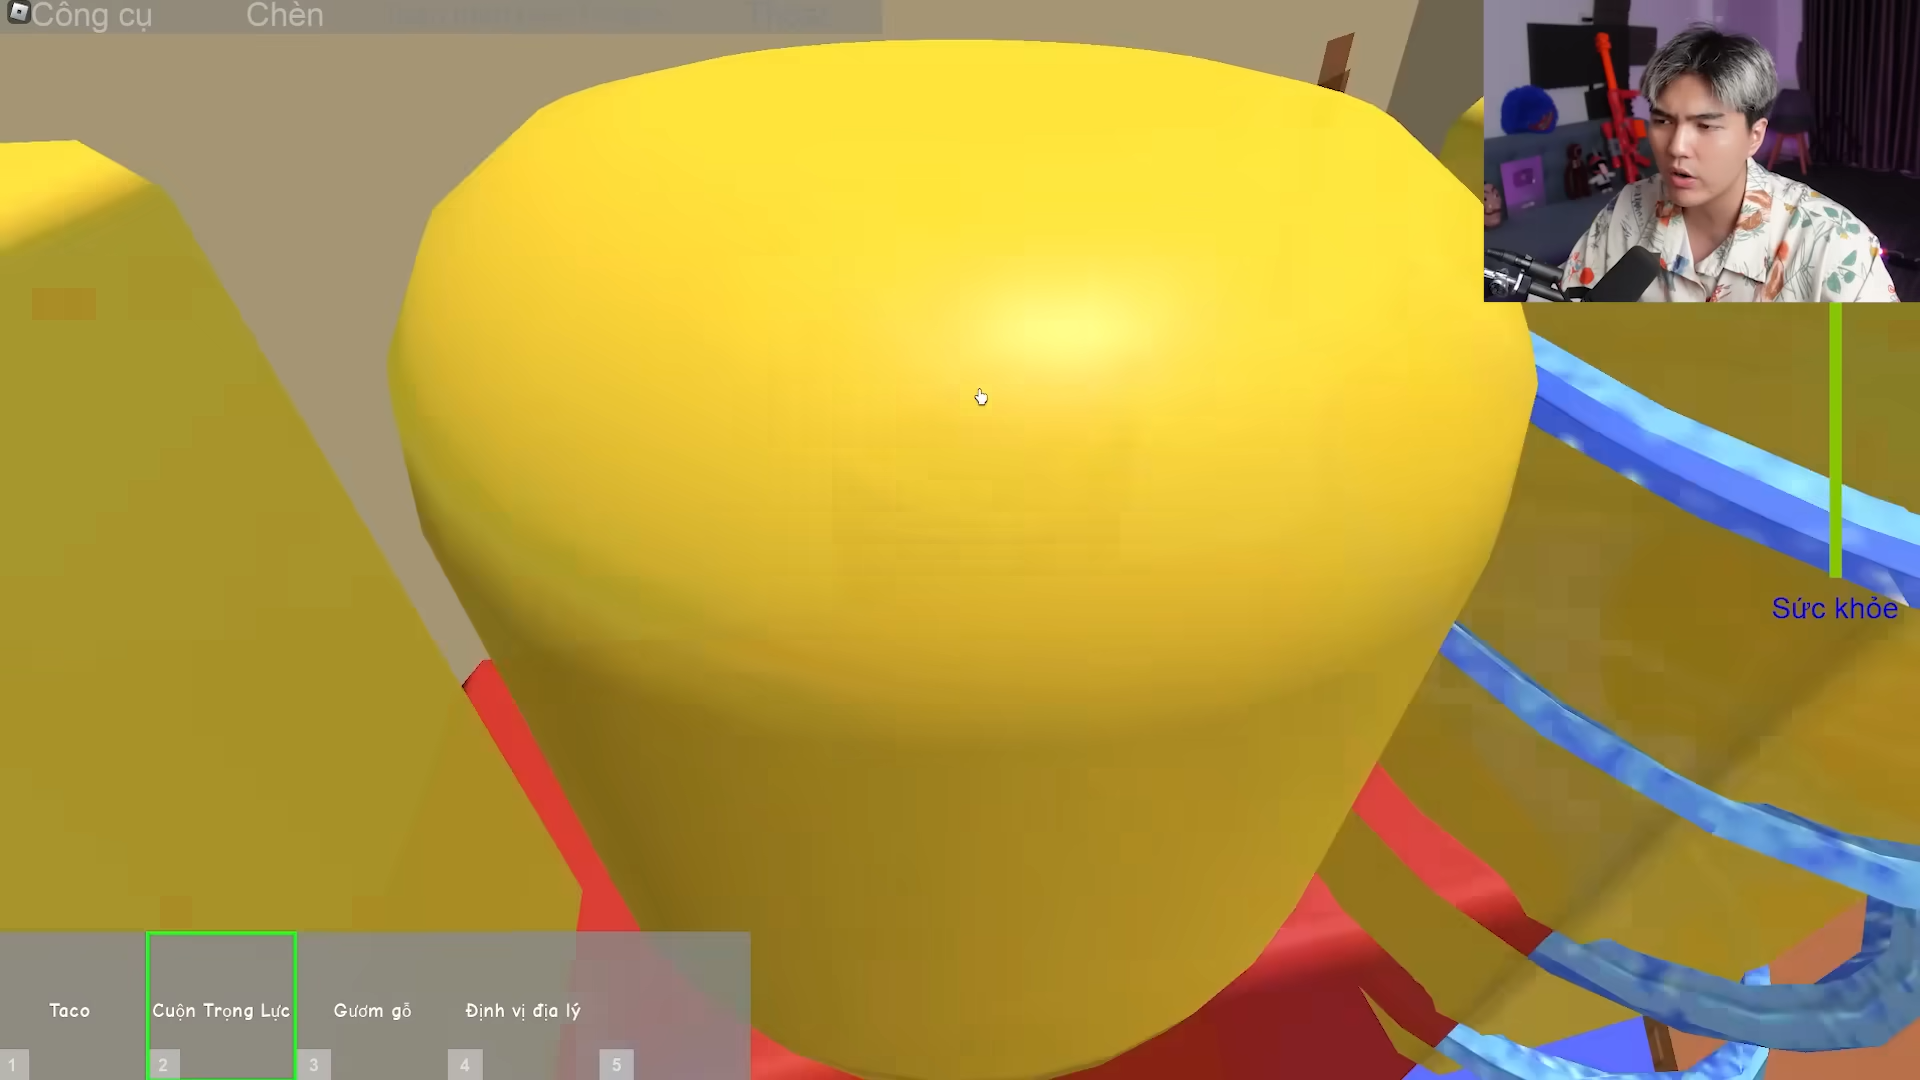 Công cụ
Chèn
Sức khỏe
Taco
Cuộn Trọng Lực
Gươm gỗ
Định vị địa lý
1
2
3
4
5